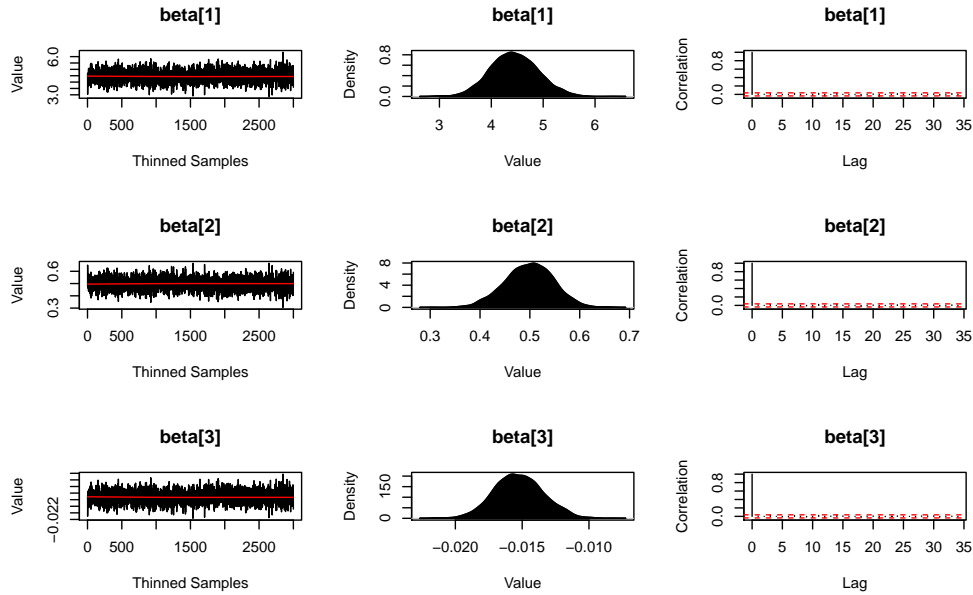 beta[1] beta[1] beta[1]
Value 3.0 6.0 Density 0.0 0.8 Correlation 0.0 0.8
0 500 1500 2500 3 4 5 6 0 5 10 15 20 25 30 35
Thinned Samples Value Lag
beta[2] beta[2] beta[2]
Value 0.3 0.6 Density 0 4 8 Correlation 0.0 0.8
0 500 1500 2500 0.3 0.4 0.5 0.6 0.7 0 5 10 15 20 25 30 35
Thinned Samples Value Lag
beta[3] beta[3] beta[3]
Value −0.022 Density 0 150 Correlation 0.0 0.8
0 500 1500 2500 −0.020 −0.015 −0.010 0 5 10 15 20 25 30 35
Thinned Samples Value Lag